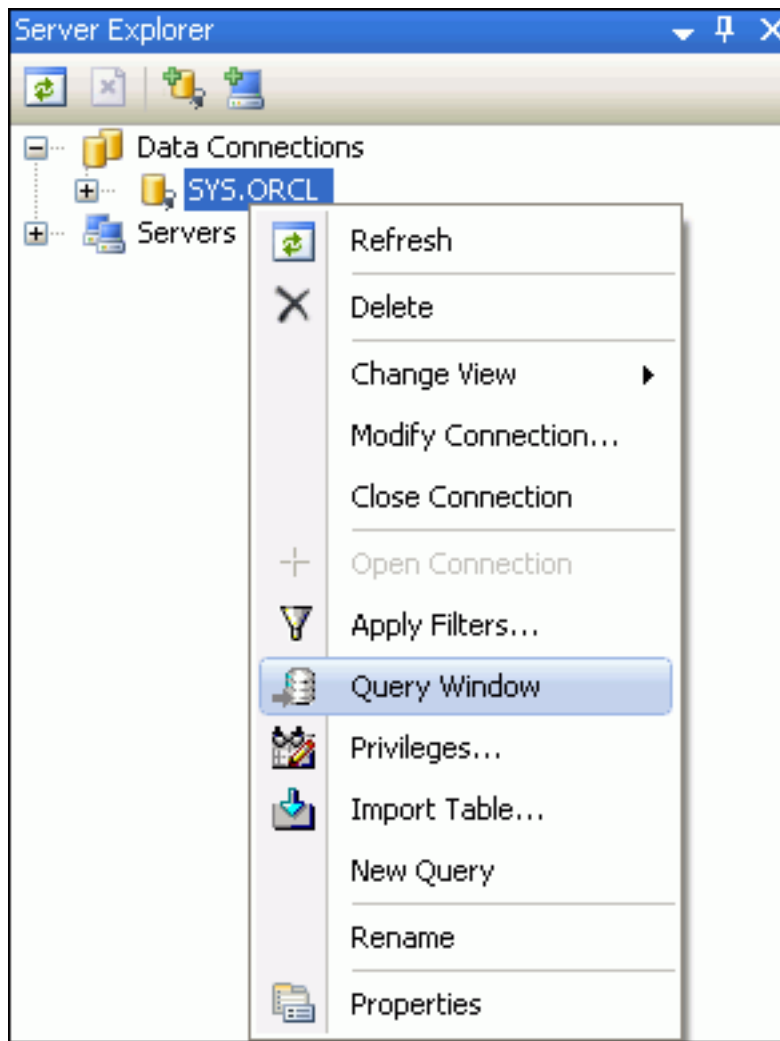 Server Explorer
Data Connections
SYS.ORCL
Servers
Refresh
Delete
Change View
Modify Connection...
Close Connection
Open Connection
Apply Filters...
Query Window
Privileges...
Import Table...
New Query
Rename
Properties